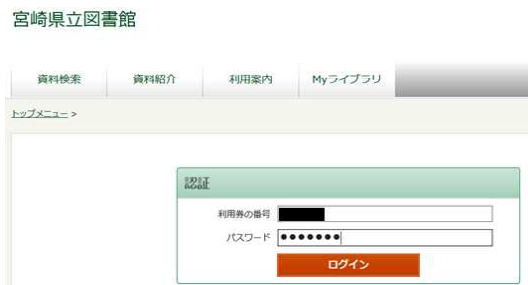 宮崎県立図書館
資料検索 資料紹介 利用案内 Myライブラリ
トップメニュー >
認証
利用券の番号
パスワード ●●●●●●●
ログイン